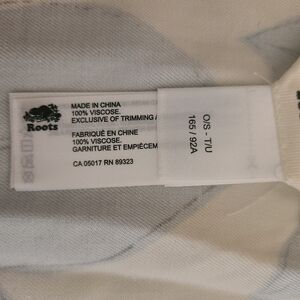 Roots
MADE IN CHINA
100% VISCOSE.
EXCLUSIVE OF TRIMMING
FABRIQUÉ EN CHINE
100% VISCOSE.
GARNITURE ET EMPIÈCEM
CA 05017 RN 89323
O/S - T/U
165 / 92A